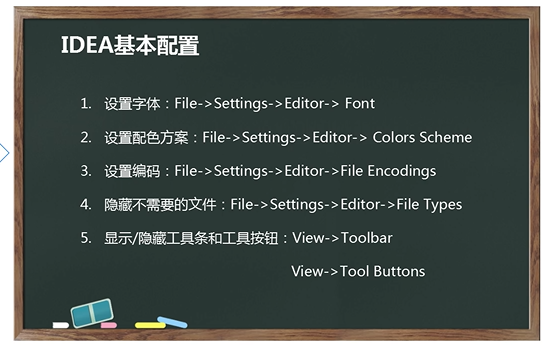 IDEA基本配置
1. 设置字体：File->Settings->Editor-> Font
2. 设置配色方案：File->Settings->Editor-> Colors Scheme
3. 设置编码：File->Settings->Editor->File Encodings
4. 隐藏不需要的文件：File->Settings->Editor->File Types
5. 显示/隐藏工具条和工具按钮：View->Toolbar
View->Tool Buttons